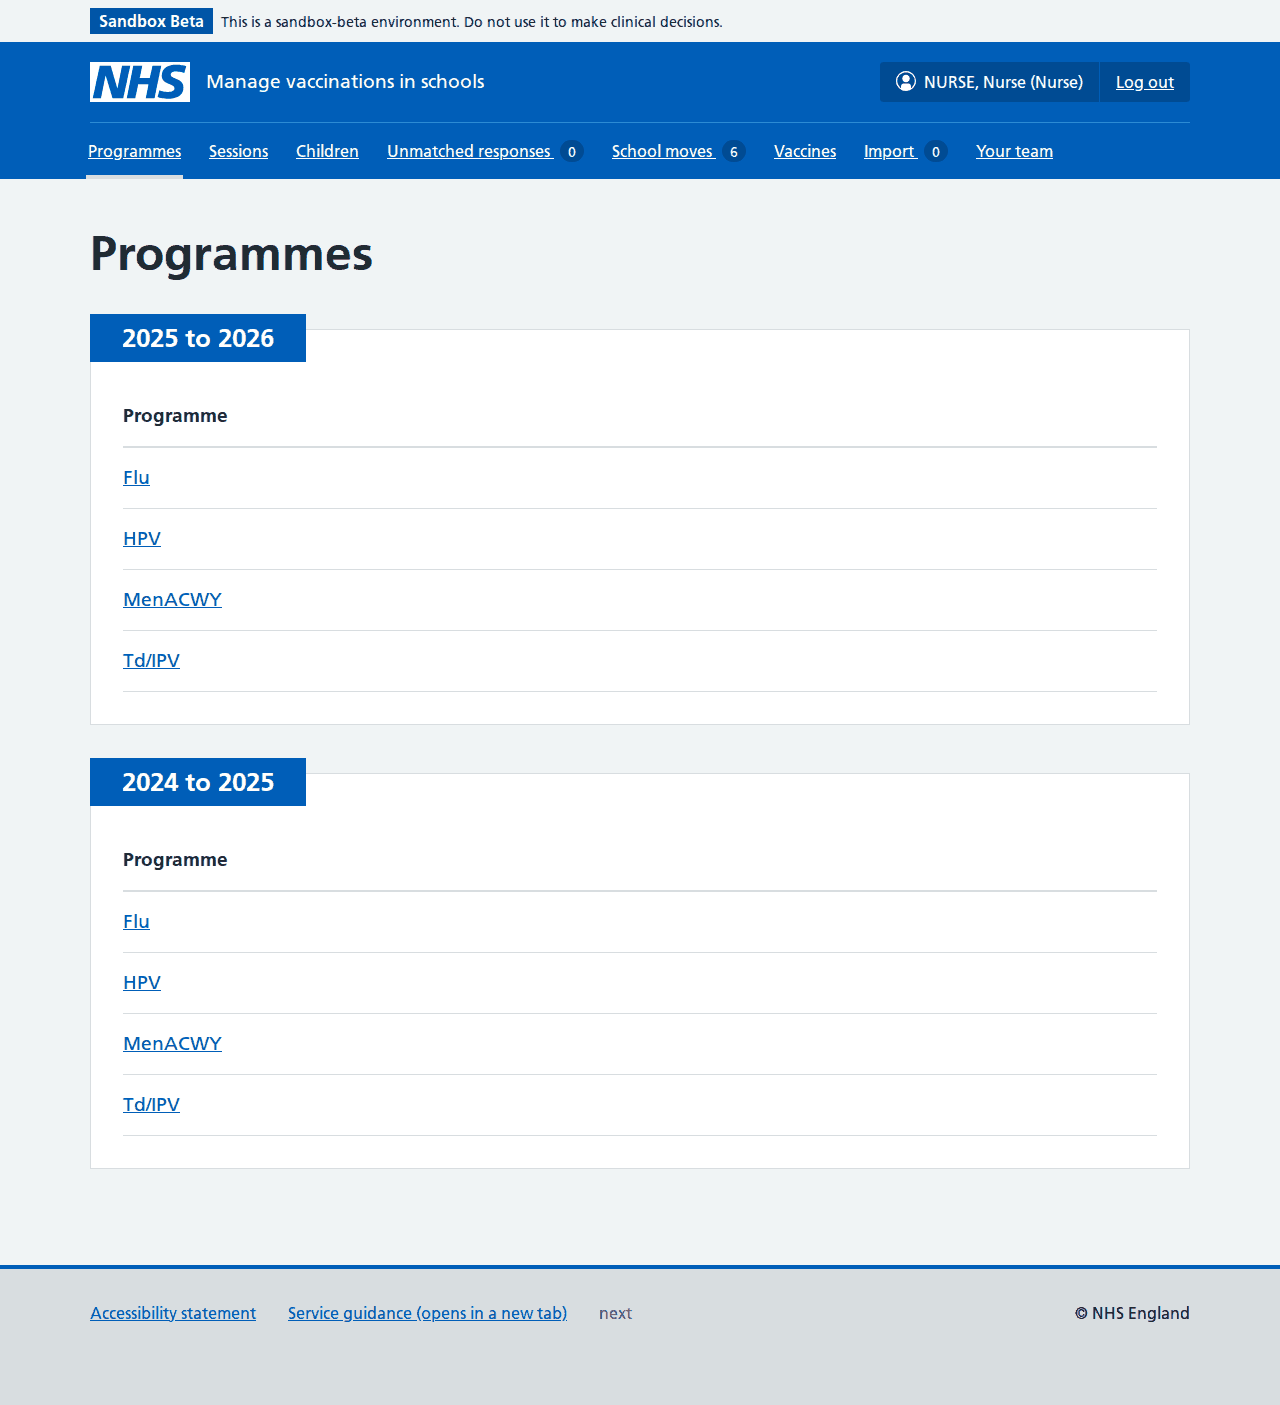 Sandbox Beta This is a sandbox-beta environment. Do not use it to make clinical decisions.
NHS Manage vaccinations in schools NURSE, Nurse (Nurse) Log out
Programmes Sessions Children Unmatched responses 0 School moves 6 Vaccines Import 0 Your team
Programmes
2025 to 2026
Programme
Flu
HPV
MenACWY
Td/IPV
2024 to 2025
Programme
Flu
HPV
MenACWY
Td/IPV
Accessibility statement Service guidance (opens in a new tab) next © NHS England